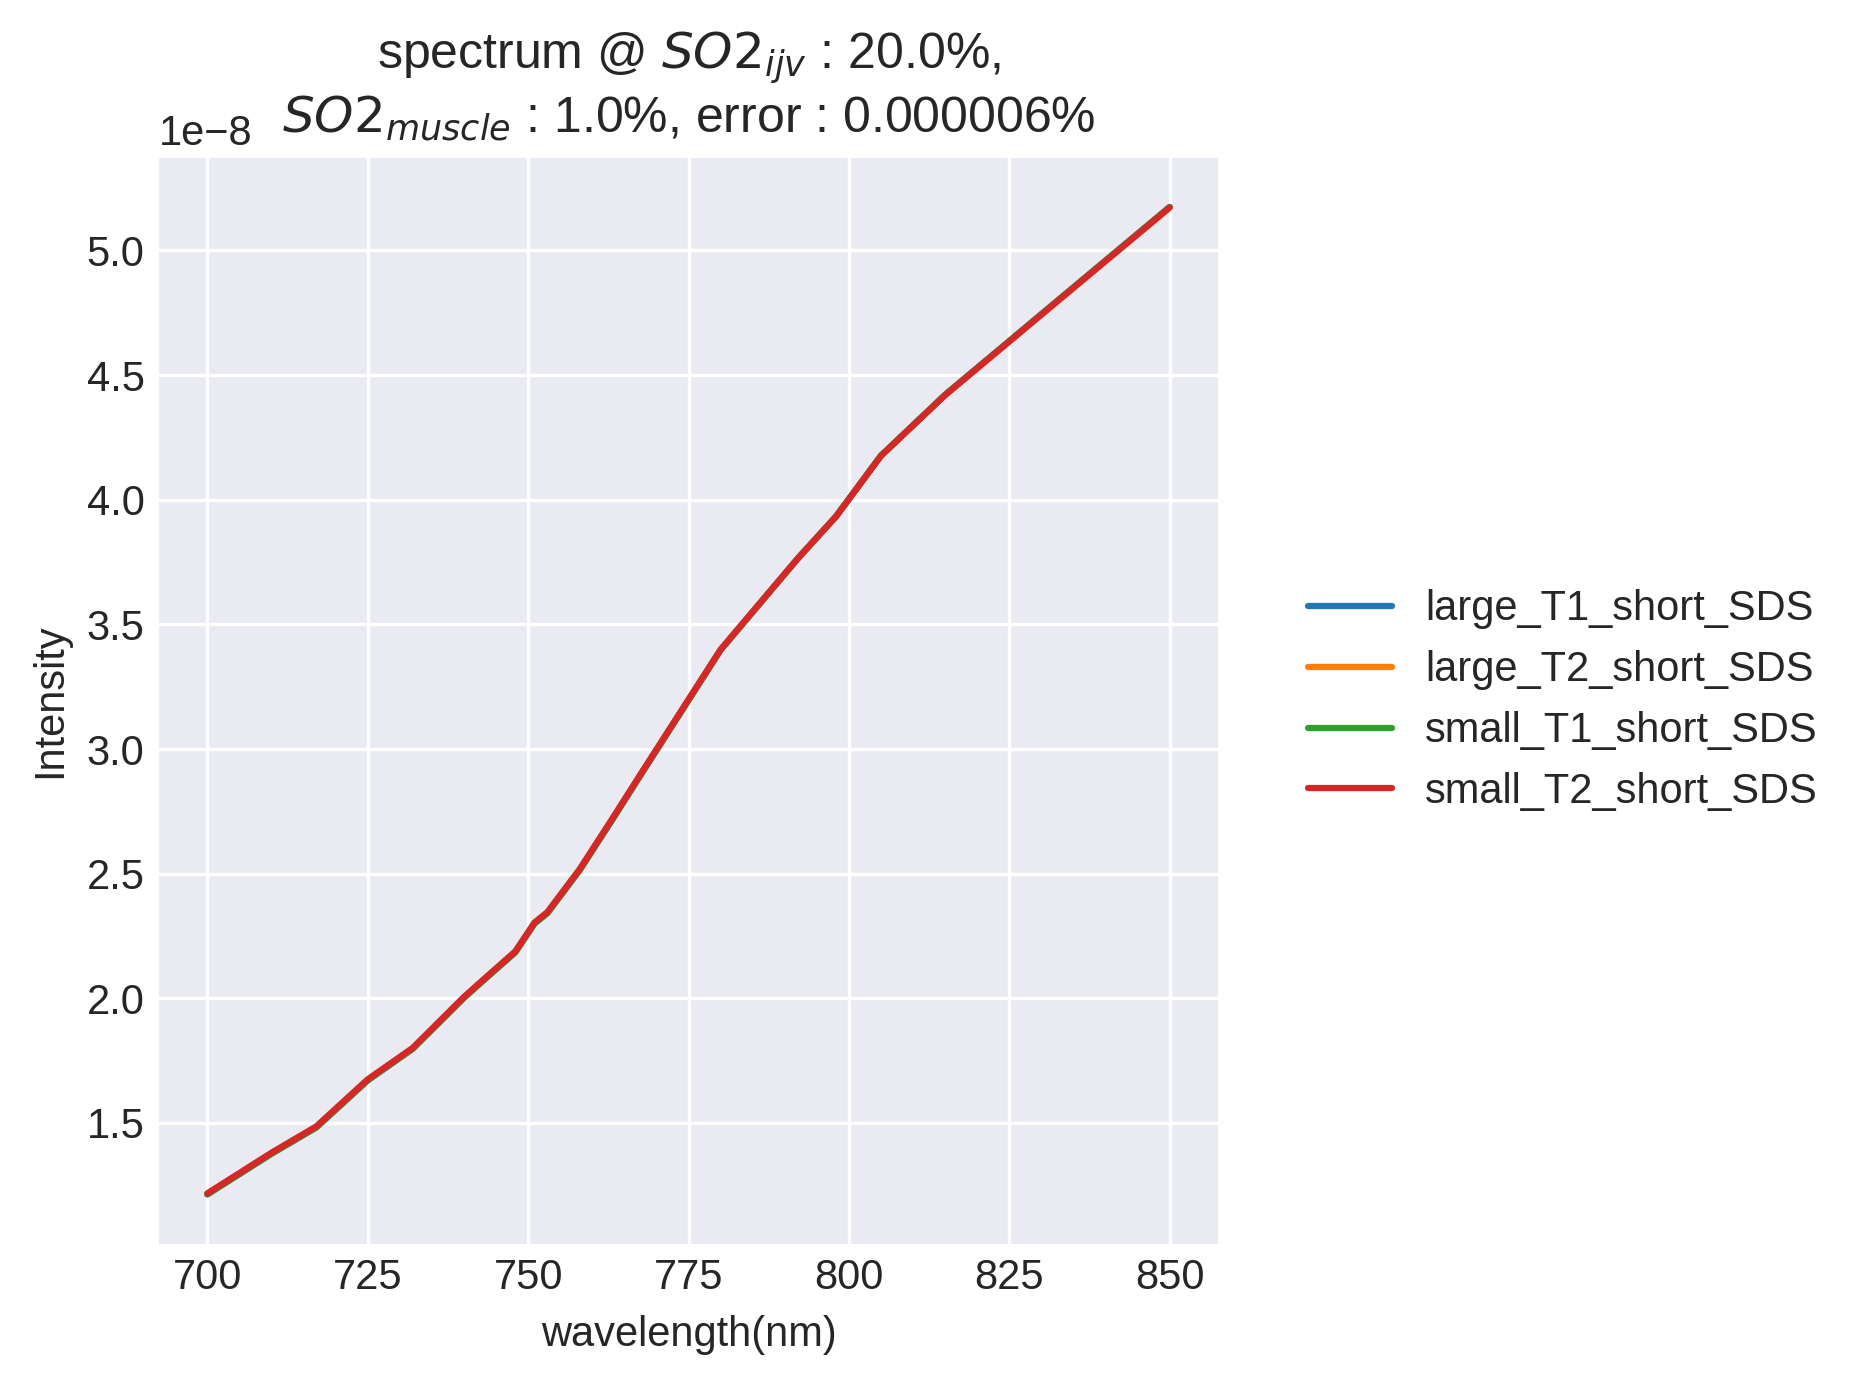 spectrum @ SO2ijv : 20.0%,
SO2muscle : 1.0%, error : 0.000006%
1e−8
5.0
4.5
4.0
3.5
3.0
2.5
2.0
1.5
Intensity
700 725 750 775 800 825 850
wavelength(nm)
large_T1_short_SDS
large_T2_short_SDS
small_T1_short_SDS
small_T2_short_SDS